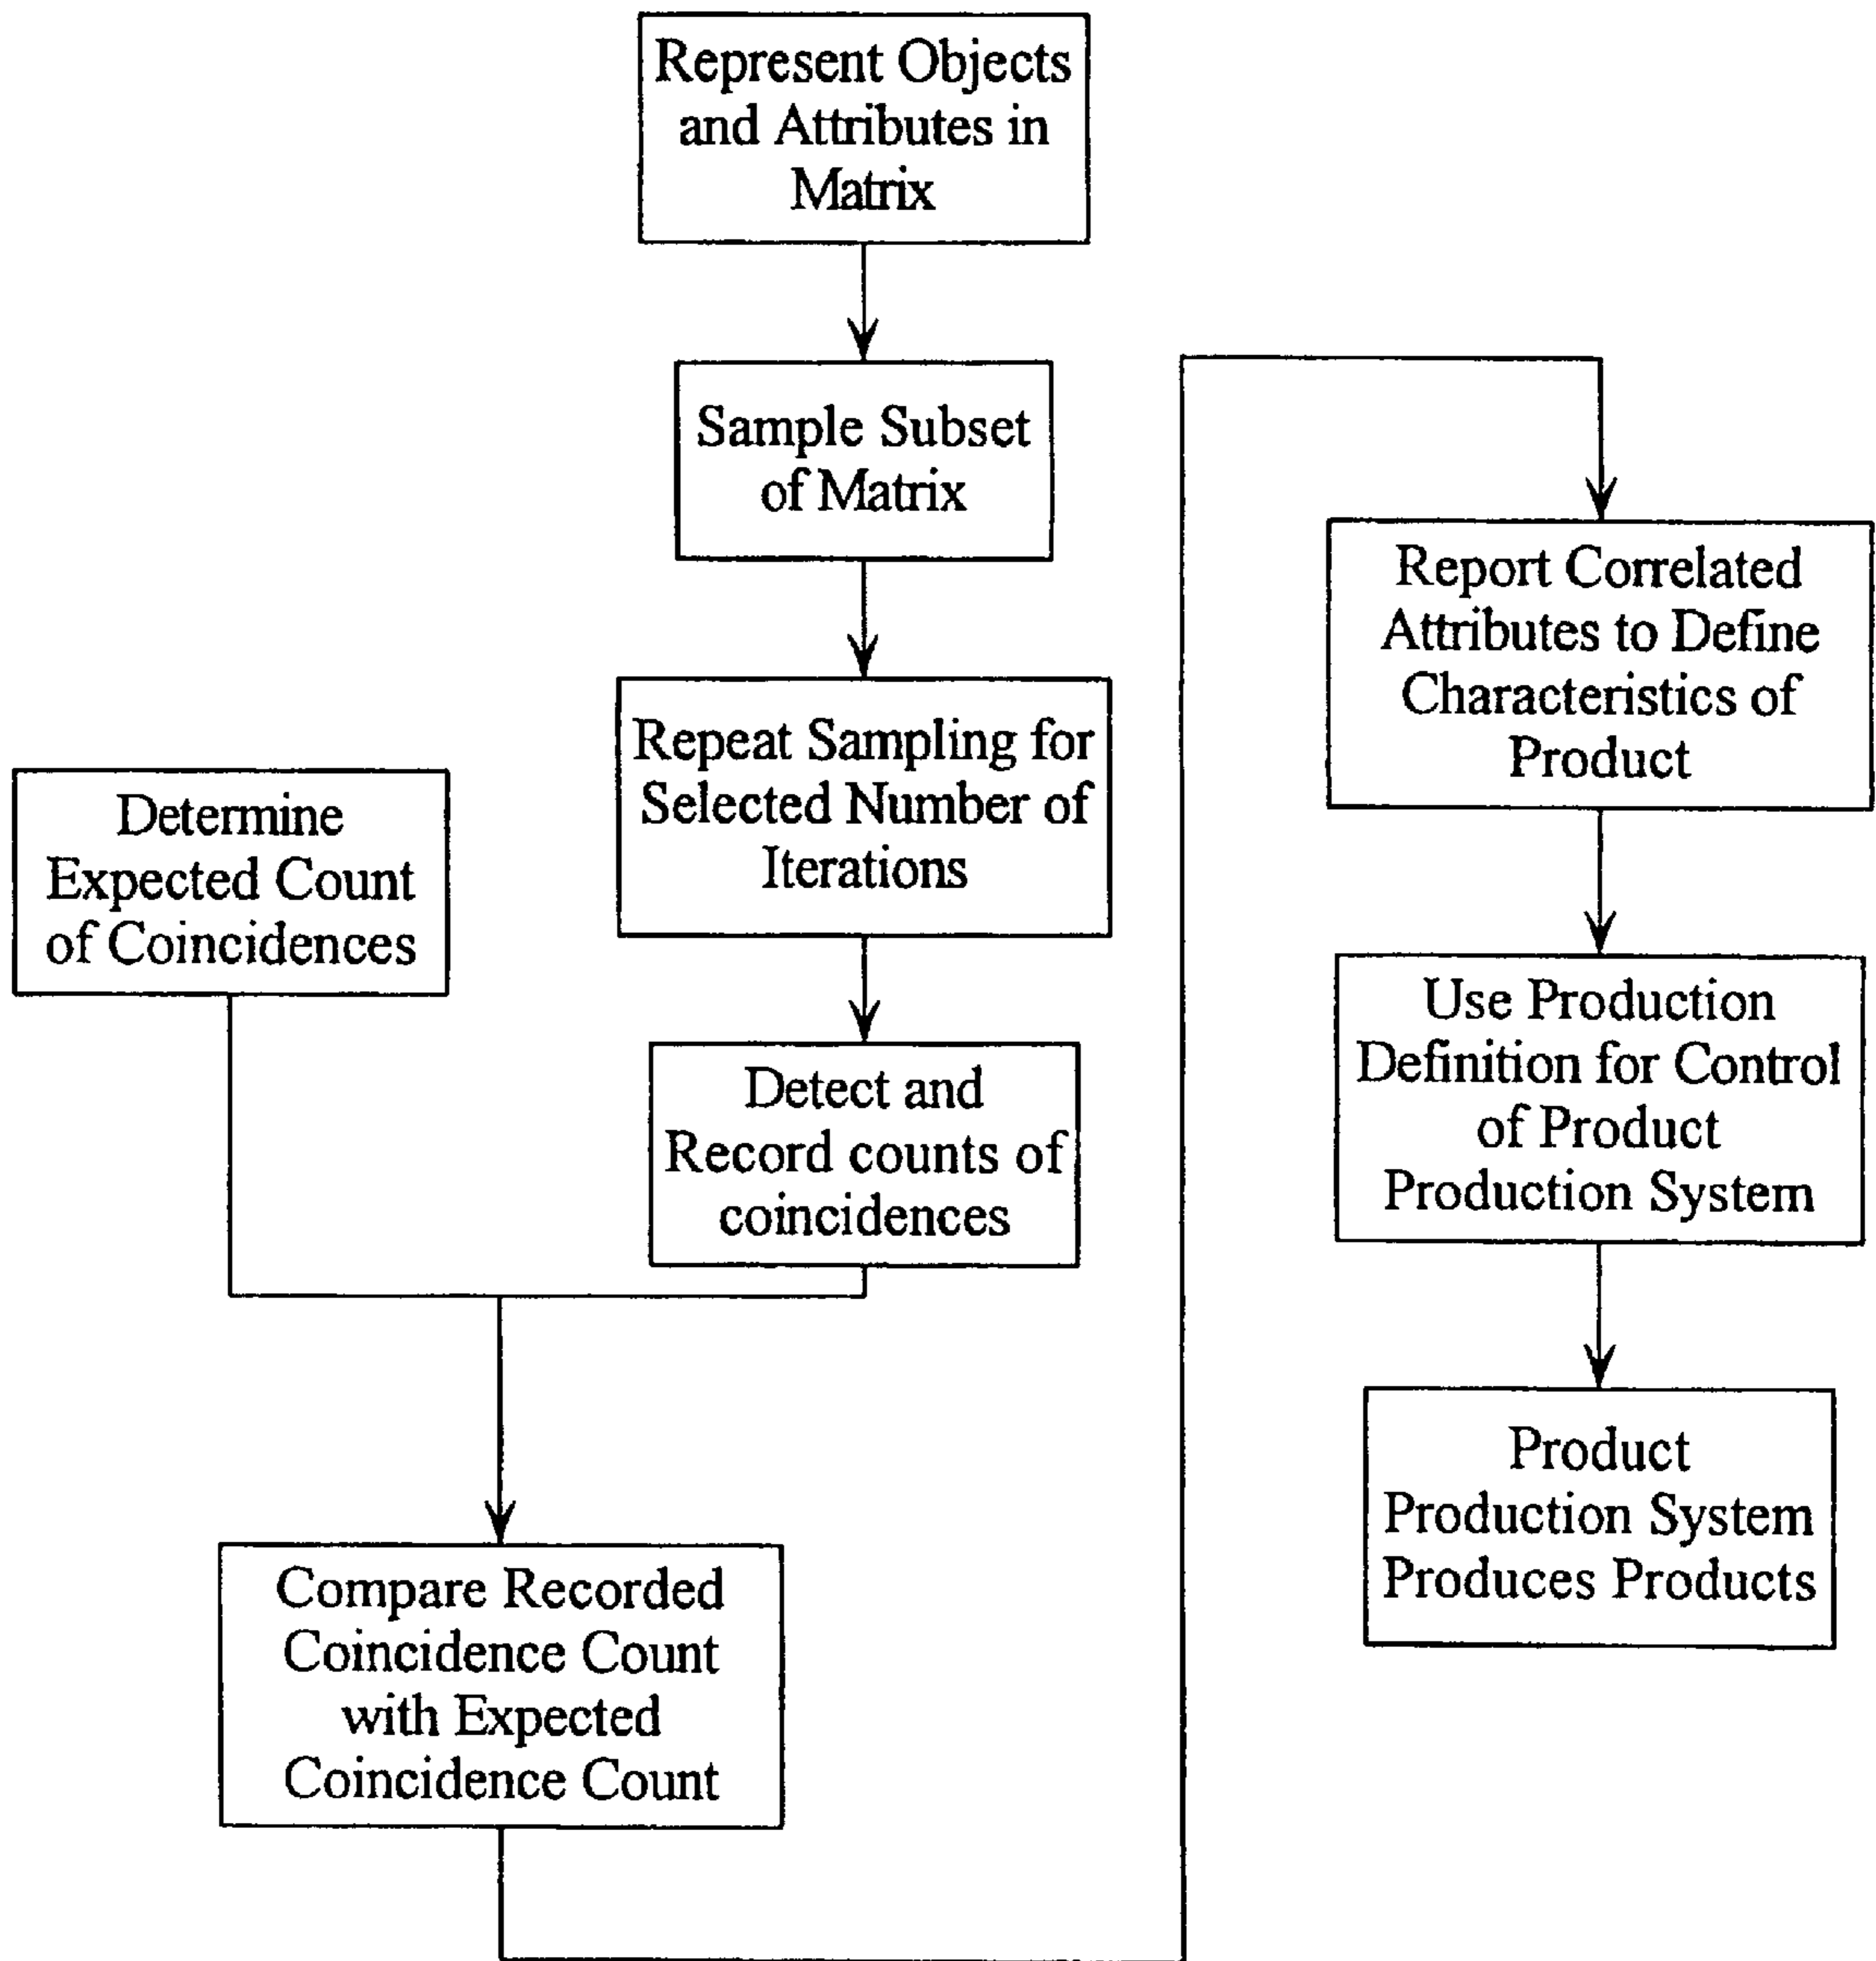 Represent Objects
and Attributes in
Matrix
Sample Subset
of Matrix
Repeat Sampling for
Selected Number of
Iterations
Determine
Expected Count
of Coincidences
Detect and
Record counts of
coincidences
Compare Recorded
Coincidence Count
with Expected
Coincidence Count
Report Correlated
Attributes to Define
Characteristics of
Product
Use Production
Definition for Control
of Product
Production System
Product
Production System
Produces Products